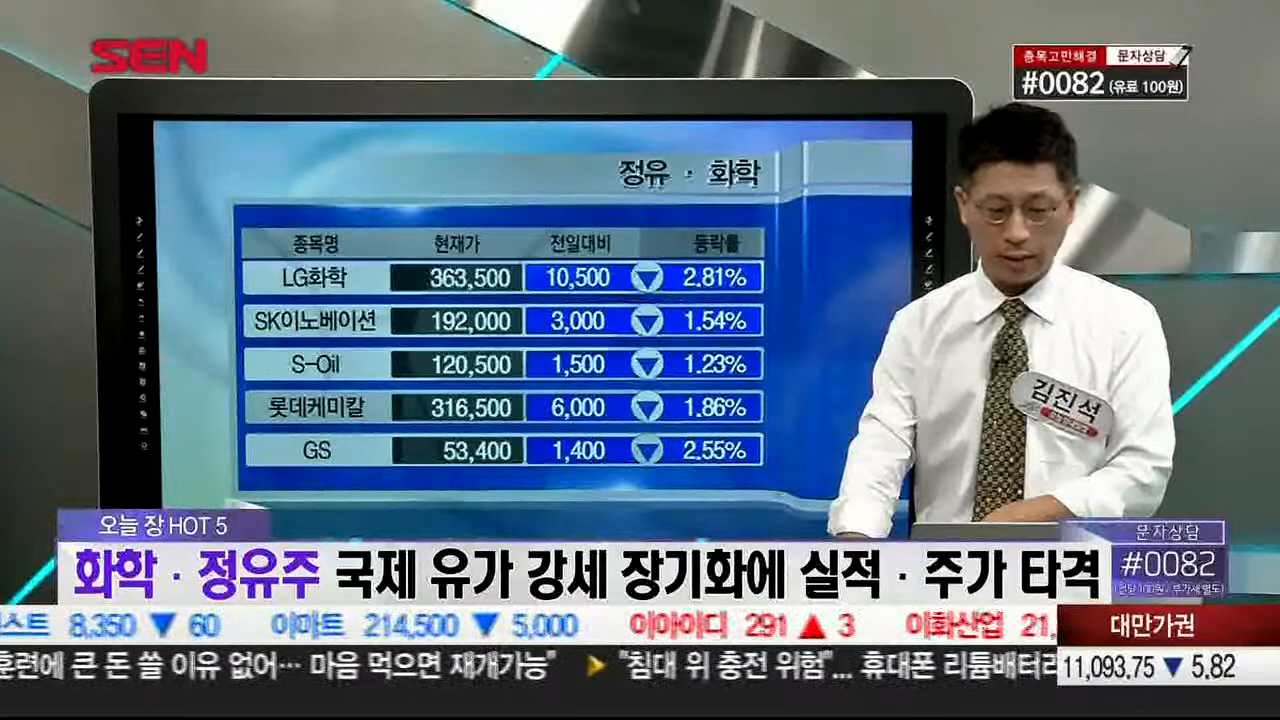 SEN
종목고민해결 문자상담
#0082 (유료 100원)
정유 · 화학
종목명 현재가 전일대비 등락률
LG화학 363,500 10,500 ▼ 2.81%
SK이노베이션 192,000 3,000 ▼ 1.54%
S-Oil 120,500 1,500 ▼ 1.23%
롯데케미칼 316,500 6,000 ▼ 1.86%
GS 53,400 1,400 ▼ 2.55%
김진석
오늘 장 HOT 5
화학 · 정유주 국제 유가 강세 장기화에 실적 · 주가 타격
문자상담
#0082
스트 8,350 ▼ 60 이마트 214,500 ▼ 5,000 이아이디 291 ▲ 3 이화산업 21,
대만가권
훈련에 큰 돈 쓸 이유 없어… 마음 먹으면 재개가능" ▶ "침대 위 충전 위험"... 휴대폰 리튬배터리
11,093.75 ▼ 5.82